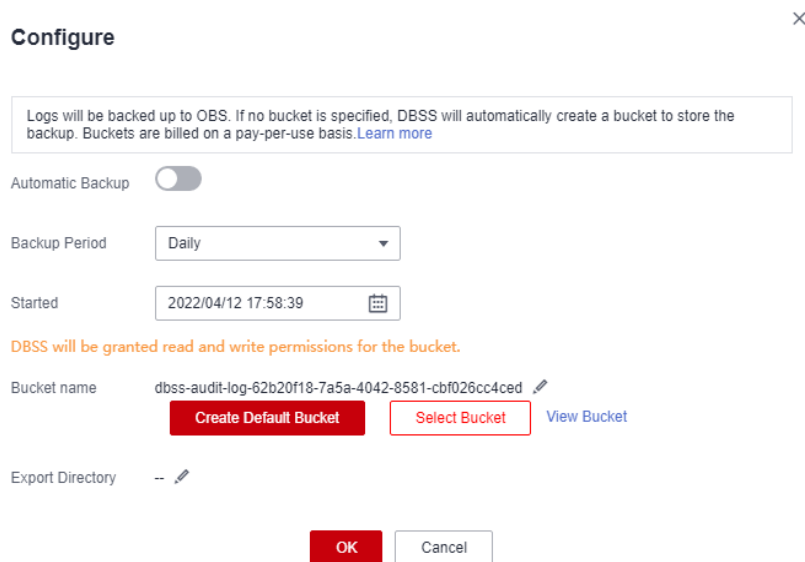 Configure
Logs will be backed up to OBS. If no bucket is specified, DBSS will automatically create a bucket to store the
backup. Buckets are billed on a pay-per-use basis.Learn more
Automatic Backup
Backup Period Daily
Started 2022/04/12 17:58:39
DBSS will be granted read and write permissions for the bucket.
Bucket name dbss-audit-log-62b20f18-7a5a-4042-8581-cbf026cc4ced
Create Default Bucket Select Bucket View Bucket
Export Directory --
OK Cancel